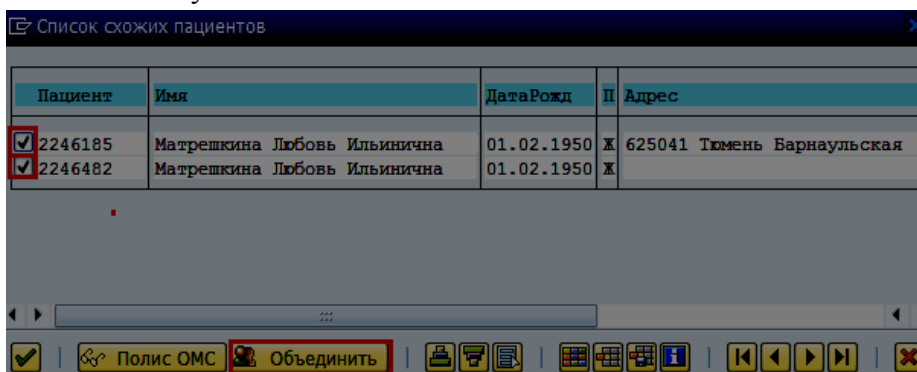 Список схожих пациентов
Пациент Имя ДатаРожд П Адрес
2246185 Матрешкина Любовь Ильинична 01.02.1950 Ж 625041 Тюмень Барнаульская
2246482 Матрешкина Любовь Ильинична 01.02.1950 Ж
Полис ОМС Объединить